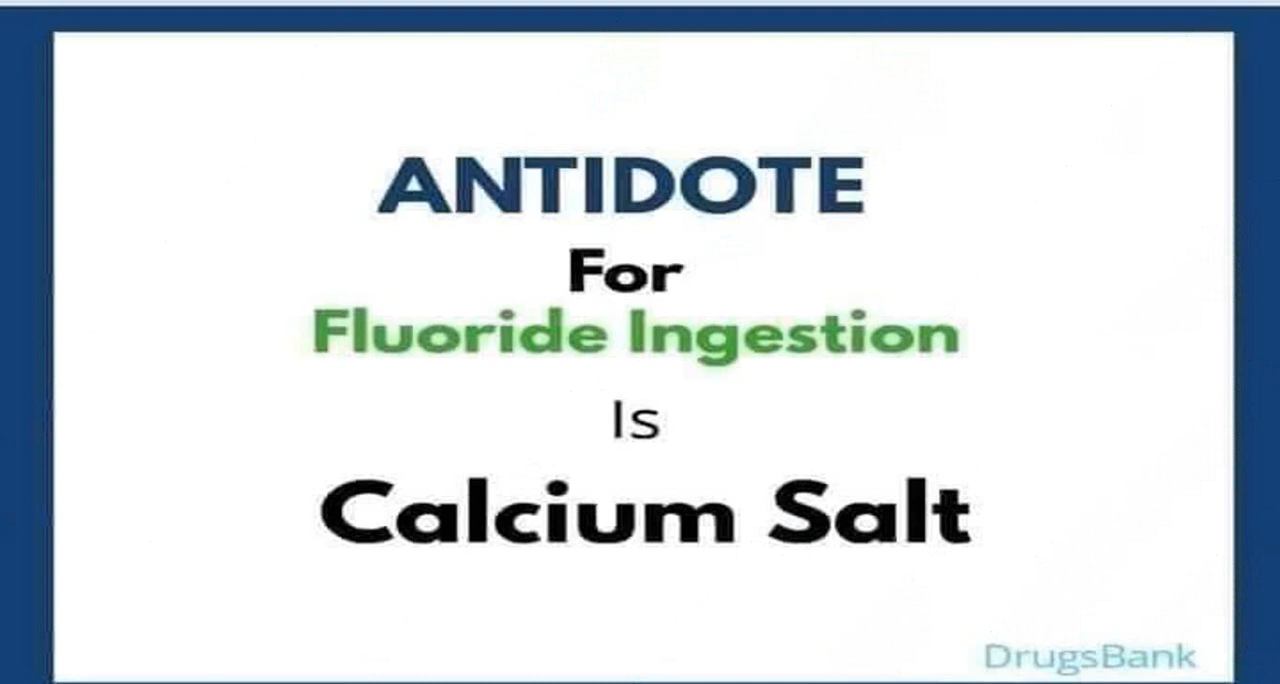 ANTIDOTE
For
Fluoride Ingestion
Is
Calcium Salt
DrugsBank